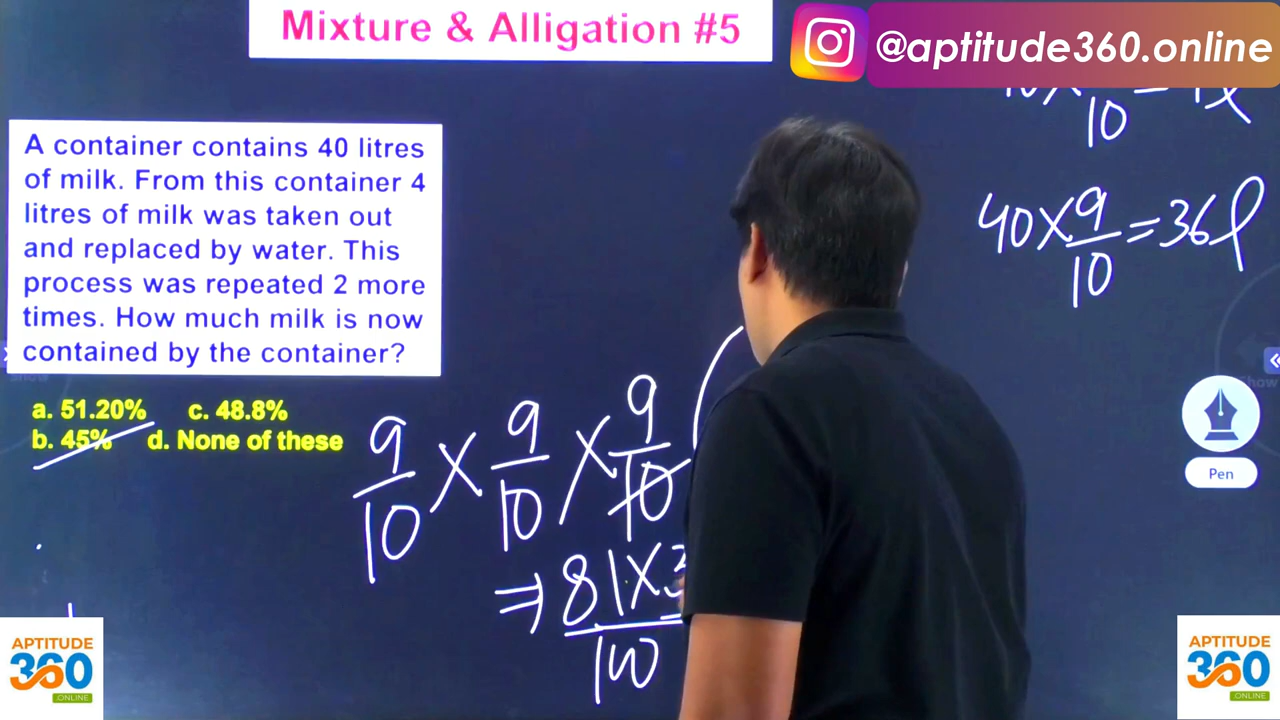 Mixture & Alligation #5
@aptitude360.online
A container contains 40 litres
of milk. From this container 4
litres of milk was taken out
and replaced by water. This
process was repeated 2 more
times. How much milk is now
contained by the container?
a. 51.20% c. 48.8%
b. 45% d. None of these
10
40 × 9/10 = 36 l
9/10 × 9/10 × 9/10
⇒ 81 ×
10
Pen
APTITUDE
360
.ONLINE
APTITUDE
360
.ONLINE